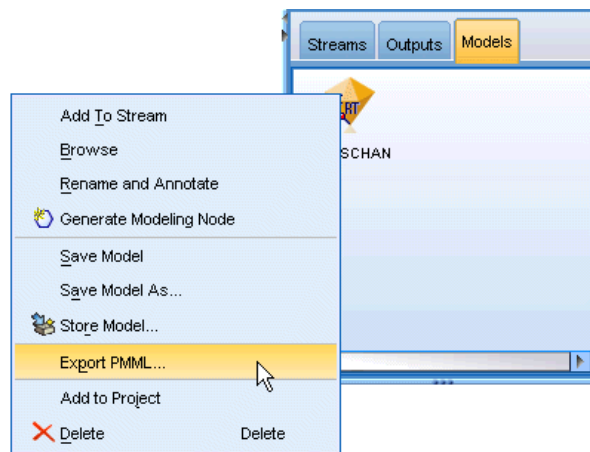 Streams Outputs Models
RT
SCHAN
Add To Stream
Browse
Rename and Annotate
Generate Modeling Node
Save Model
Save Model As...
Store Model...
Export PMML...
Add to Project
Delete Delete